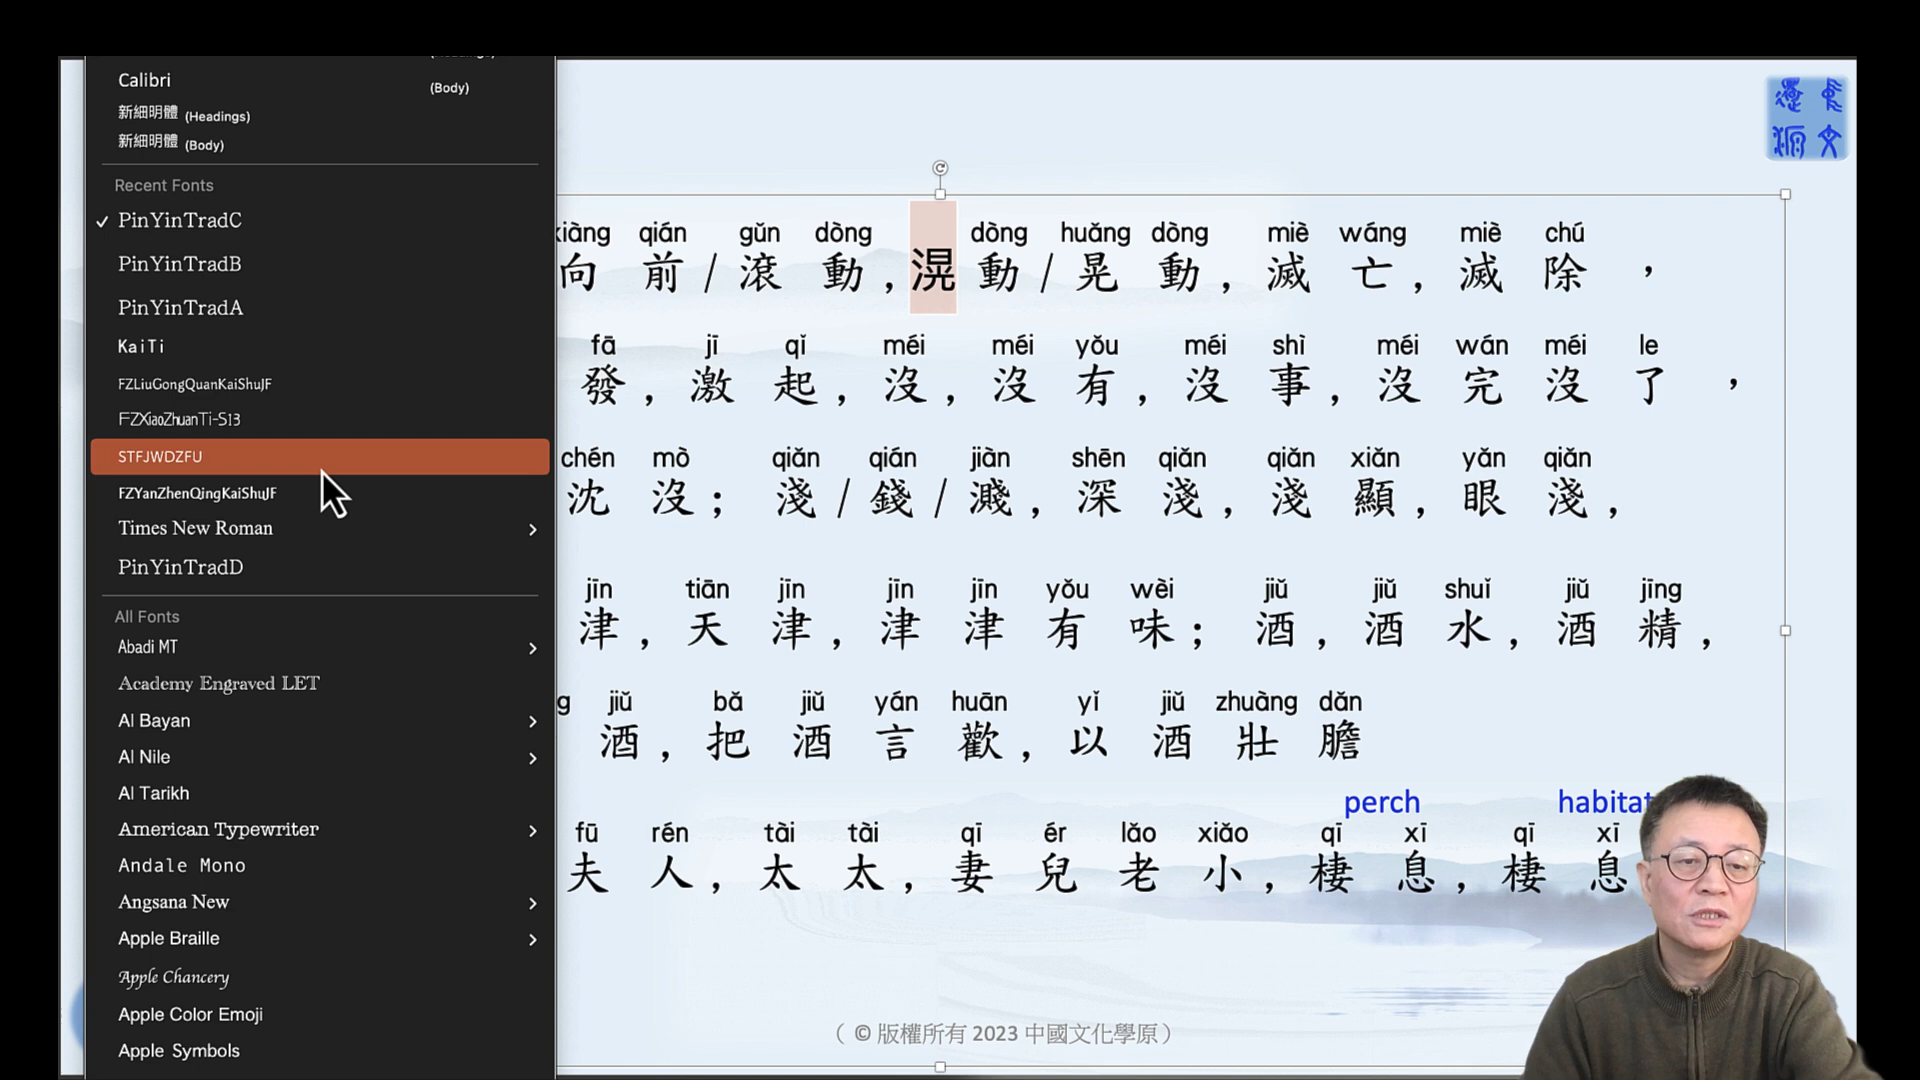 Calibri
(Body)
新細明體 (Headings)
新細明體 (Body)
Recent Fonts
✓ PinYinTradC
PinYinTradB
PinYinTradA
KaiTi
FZLiuGongQuanKaiShuJF
FZXiaoZhuanTi-S13
STFJWDZFU
FZYanZhenQingKaiShuJF
Times New Roman
PinYinTradD
All Fonts
Abadi MT
Academy Engraved LET
Al Bayan
Al Nile
Al Tarikh
American Typewriter
Andale Mono
Angsana New
Apple Braille
Apple Chancery
Apple Color Emoji
Apple Symbols
xiàng qián gǔn dòng dòng huǎng dòng miè wáng miè chú
向前/滾動,滉動/晃動,滅亡,滅除,
fā jī qǐ méi méi yǒu méi shì méi wán méi le
發,激起,沒,沒有,沒事,沒完沒了,
chén mò qiǎn qián jiàn shēn qiǎn qiǎn xiǎn yǎn qiǎn
沈沒;淺/錢/濺,深淺,淺顯,眼淺,
jīn tiān jīn jīn jīn yǒu wèi jiǔ jiǔ shuǐ jiǔ jīng
津,天津,津津有味;酒,酒水,酒精,
g jiǔ bǎ jiǔ yán huān yǐ jiǔ zhuàng dǎn
酒,把酒言歡,以酒壯膽
perch habitat
fū rén tài tài qī ér lǎo xiǎo qī xī qī xī
夫人,太太,妻兒老小,棲息,棲息
(© 版權所有 2023 中國文化學原)